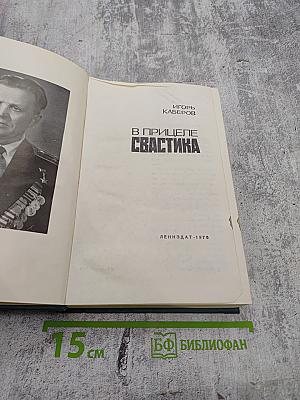 ИГОРЬ
КАБЕРОВ
В ПРИЦЕЛЕ
СВАСТИКА
ЛЕНИЗДАТ·1975
15 см
БФ БИБЛИОФАН